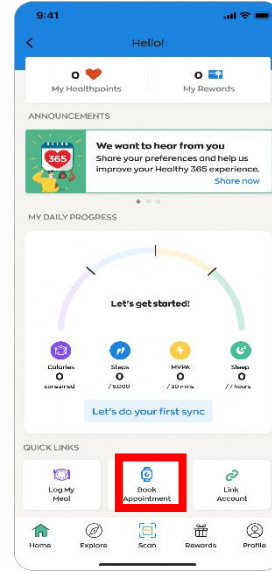 9:41
Hello!
0
0
My Healthpoints
My Rewards
ANNOUNCEMENTS
365
We want to hear from you
Share your preferences and help us
improve your Healthy 365 experience.
Share now
MY DAILY PROGRESS
Let's get started!
Calories
Steps
MVPA
Sleep
0
0
0
0
consumed
/ 5,000
/ 30 mins
/ 7 hours
Let's do your first sync
QUICK LINKS
Log My
Meal
Book
Appointment
Link
Account
Home
Explore
Scan
Rewards
Profile